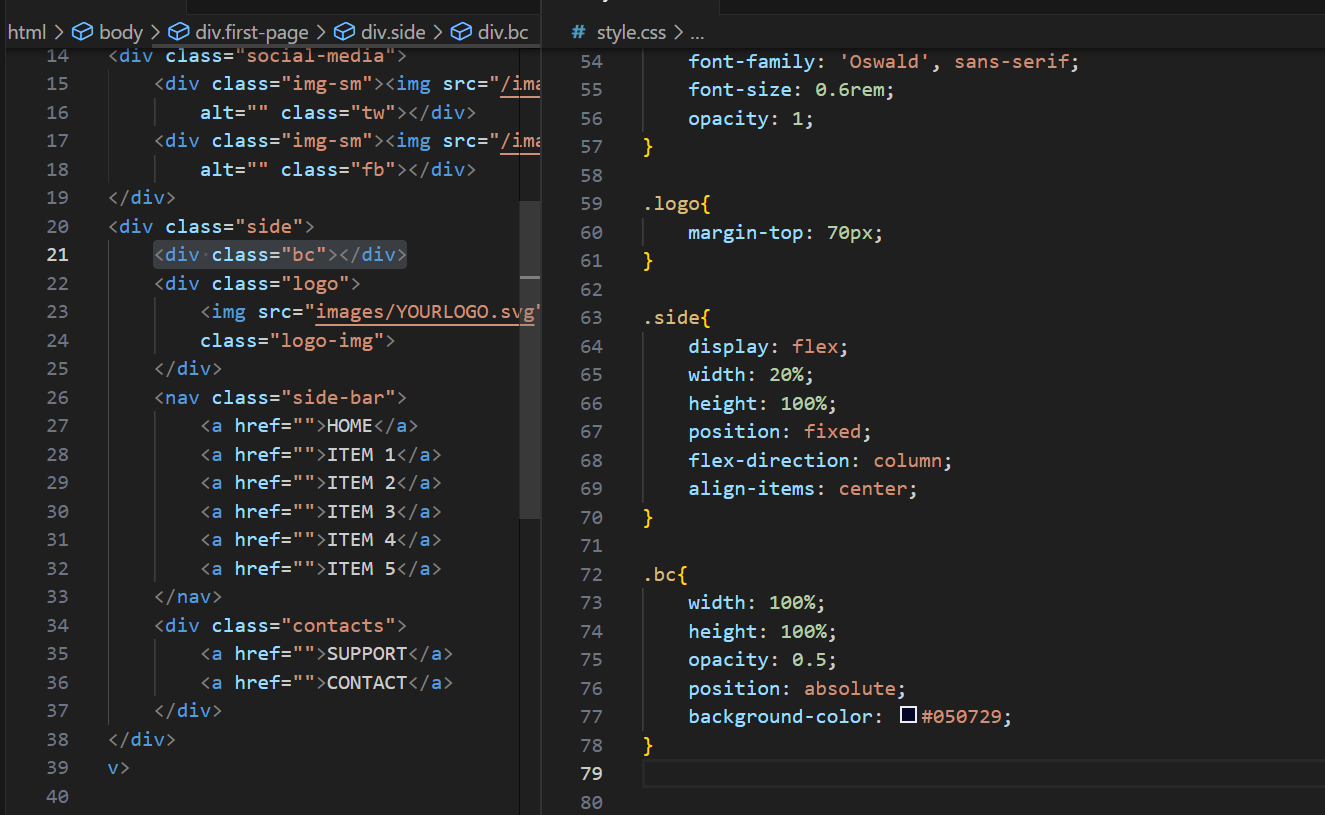 html > body > div.first-page > div.side > div.bc
14 <div class="social-media">
15 <div class="img-sm"><img src="/ima
16 alt="" class="tw"></div>
17 <div class="img-sm"><img src="/ima
18 alt="" class="fb"></div>
19 </div>
20 <div class="side">
21 <div class="bc"></div>
22 <div class="logo">
23 <img src="images/YOURLOGO.svg"
24 class="logo-img">
25 </div>
26 <nav class="side-bar">
27 <a href="">HOME</a>
28 <a href="">ITEM 1</a>
29 <a href="">ITEM 2</a>
30 <a href="">ITEM 3</a>
31 <a href="">ITEM 4</a>
32 <a href="">ITEM 5</a>
33 </nav>
34 <div class="contacts">
35 <a href="">SUPPORT</a>
36 <a href="">CONTACT</a>
37 </div>
38 </div>
39 v>
40
# style.css > ...
54 font-family: 'Oswald', sans-serif;
55 font-size: 0.6rem;
56 opacity: 1;
57 }
58
59 .logo{
60 margin-top: 70px;
61 }
62
63 .side{
64 display: flex;
65 width: 20%;
66 height: 100%;
67 position: fixed;
68 flex-direction: column;
69 align-items: center;
70 }
71
72 .bc{
73 width: 100%;
74 height: 100%;
75 opacity: 0.5;
76 position: absolute;
77 background-color: #050729;
78 }
79
80